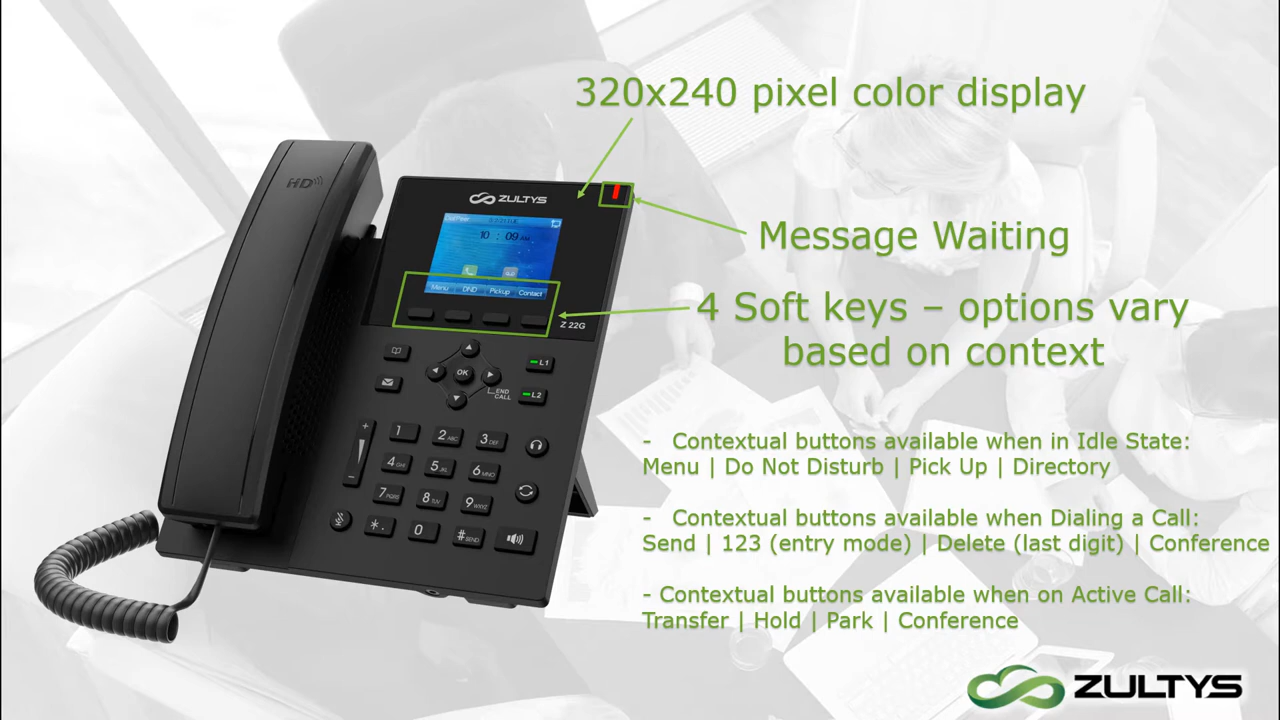 320x240 pixel color display
HD
ZULTYS
10 : 09 AM
Message Waiting
Menu DND Pickup Contact
4 Soft keys – options vary
based on context
Z 22G
L1
OK
END
CALL
L2
1 2 ABC 3 DEF
4 GHI 5 JKL 6 MNO
- Contextual buttons available when in Idle State:
Menu | Do Not Disturb | Pick Up | Directory
7 PQRS 8 TUV 9 WXYZ
*. 0 # SEND
- Contextual buttons available when Dialing a Call:
Send | 123 (entry mode) | Delete (last digit) | Conference
- Contextual buttons available when on Active Call:
Transfer | Hold | Park | Conference
ZULTYS